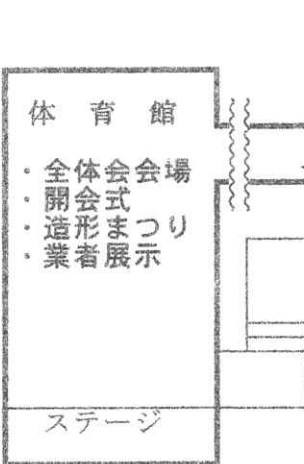 体育館
・全体会会場
・開会式
・造形まつり
・業者展示
ステージ